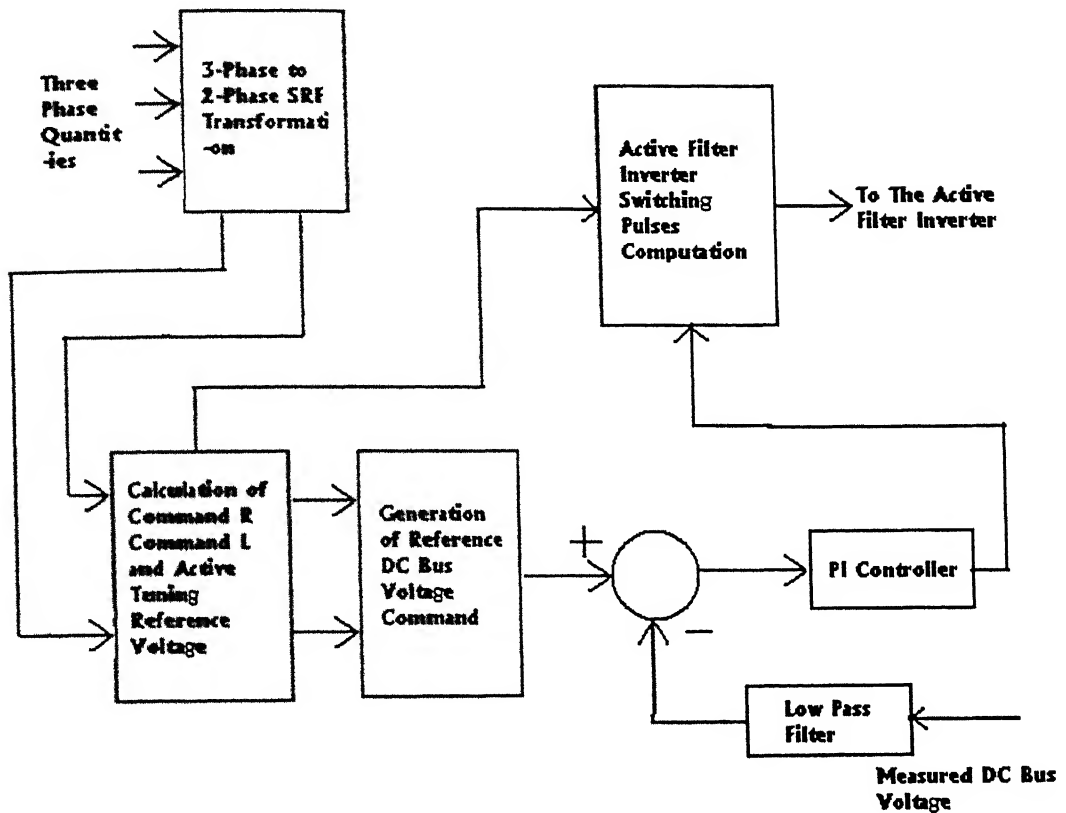 Three
Phase
Quantit
-ies
3-Phase to
2-Phase SRF
Transformati
-on
Active Filter
Inverter
Switching
Pulses
Computation
To The Active
Filter Inverter
Calculation of
Command R
Command L
and Active
Tuning
Reference
Voltage
Generation
of Reference
DC Bus
Voltage
Command
+
−
PI Controller
Low Pass
Filter
Measured DC Bus
Voltage